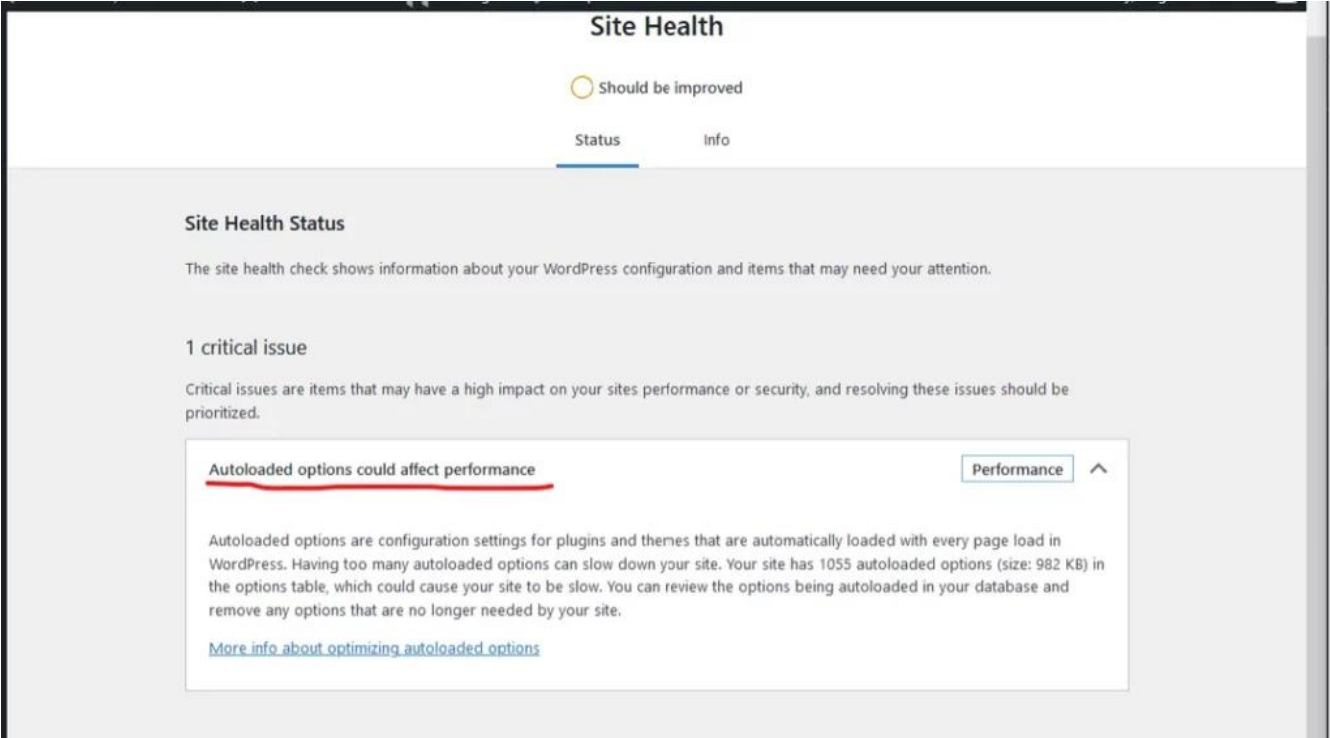 Site Health
Should be improved
Status Info
Site Health Status
The site health check shows information about your WordPress configuration and items that may need your attention.
1 critical issue
Critical issues are items that may have a high impact on your sites performance or security, and resolving these issues should be
prioritized.
Autoloaded options could affect performance Performance
Autoloaded options are configuration settings for plugins and themes that are automatically loaded with every page load in
WordPress. Having too many autoloaded options can slow down your site. Your site has 1055 autoloaded options (size: 982 KB) in
the options table, which could cause your site to be slow. You can review the options being autoloaded in your database and
remove any options that are no longer needed by your site.
More info about optimizing autoloaded options